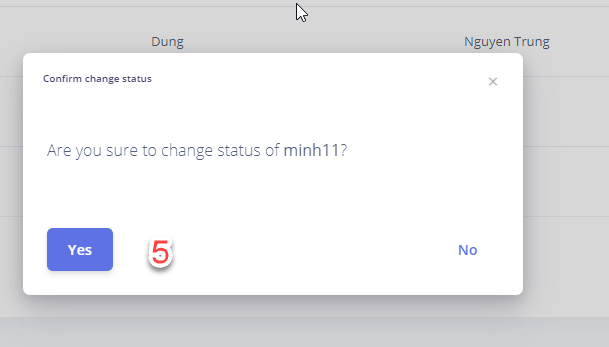 Dung Nguyen Trung
Confirm change status ×
Are you sure to change status of minh11?
Yes 5 No